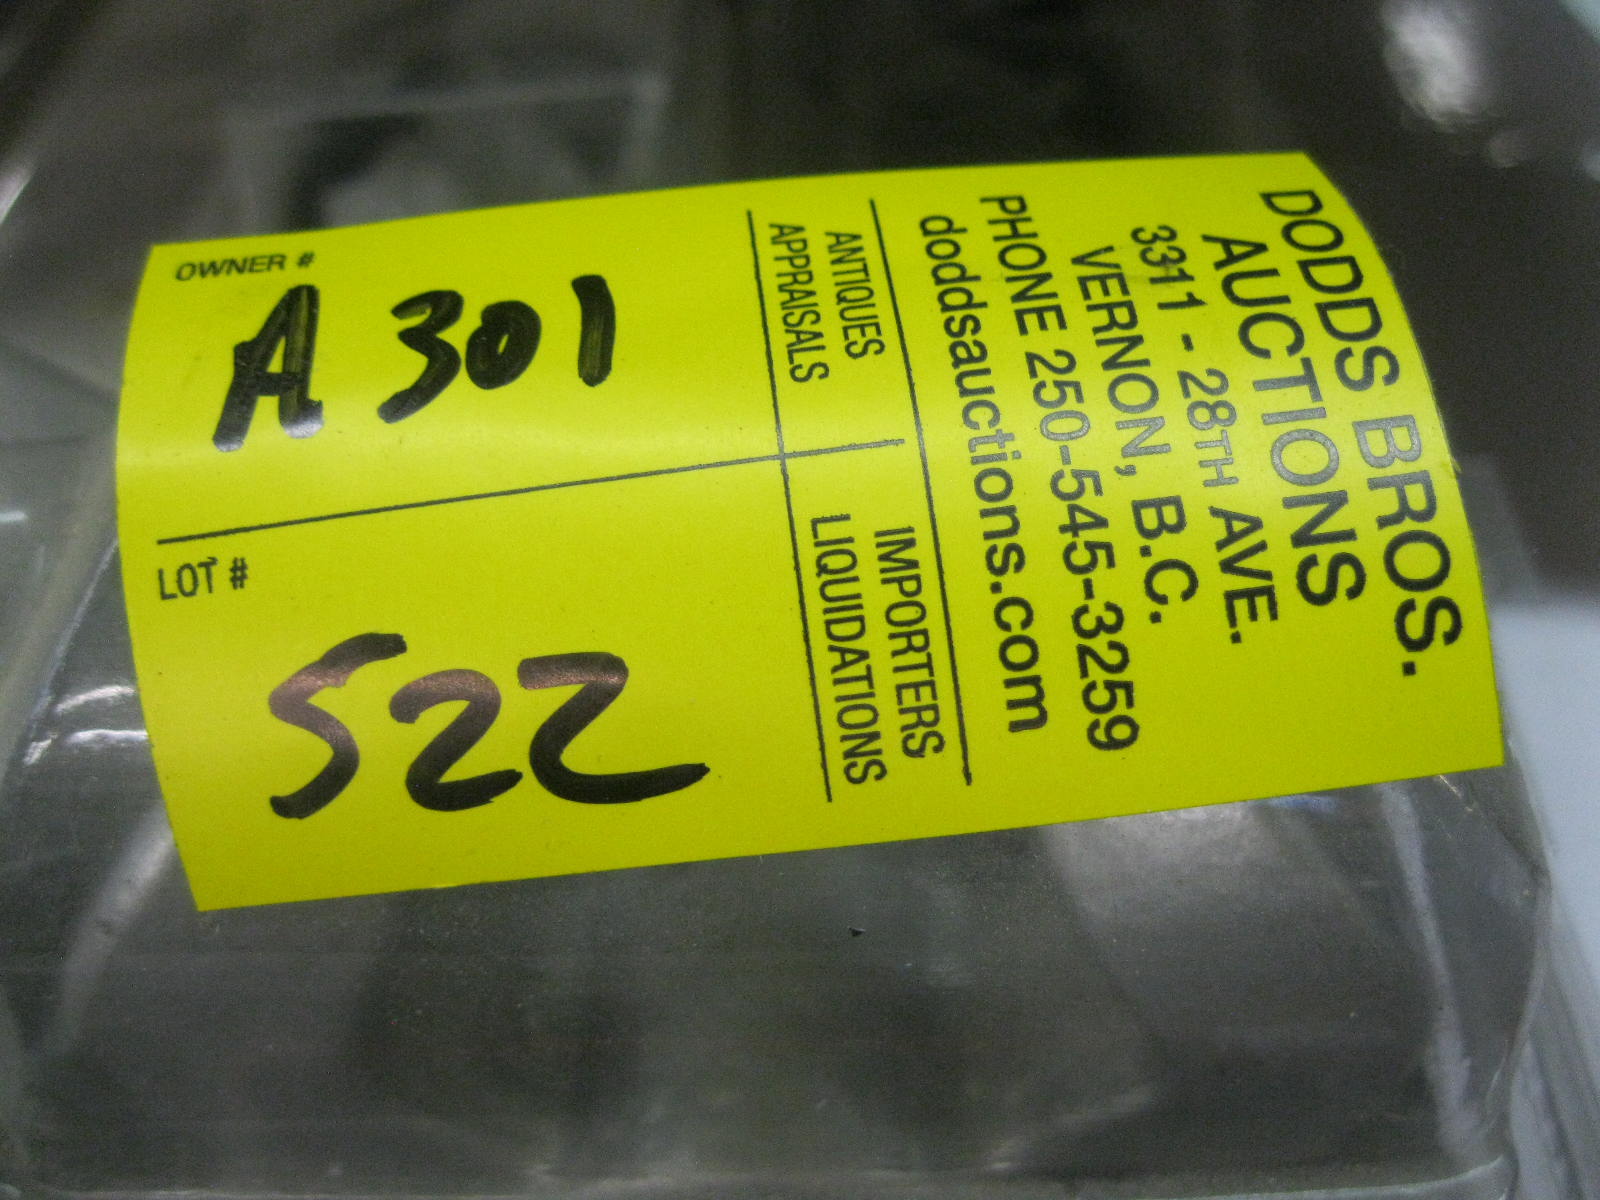 DODDS BROS.
AUCTIONS
3311 - 28TH AVE.
VERNON, B.C.
PHONE 250-545-3259
doddsauctions.com
ANTIQUES
APPRAISALS
IMPORTERS
LIQUIDATIONS
OWNER #
A 301
LOT #
522